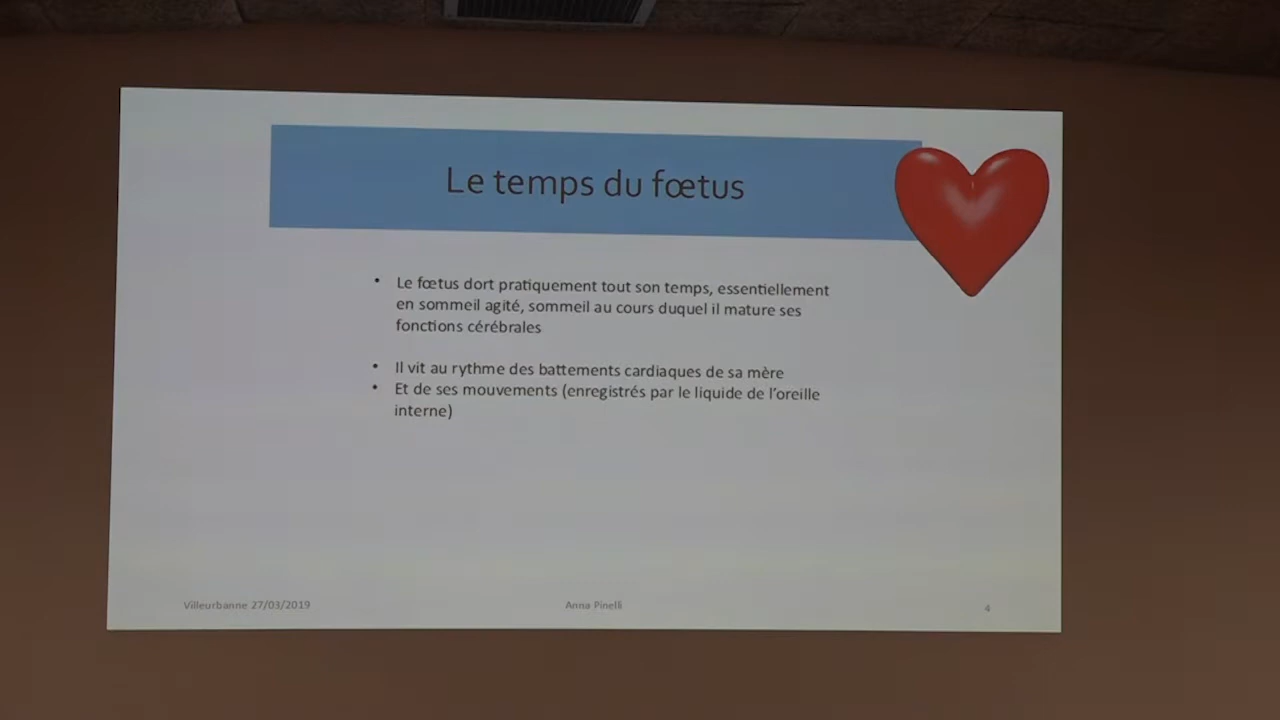 Le temps du fœtus
• Le fœtus dort pratiquement tout son temps, essentiellement
en sommeil agité, sommeil au cours duquel il mature ses
fonctions cérébrales
• Il vit au rythme des battements cardiaques de sa mère
• Et de ses mouvements (enregistrés par le liquide de l'oreille
interne)
Villeurbanne 27/03/2019
Anna Pinelli
4